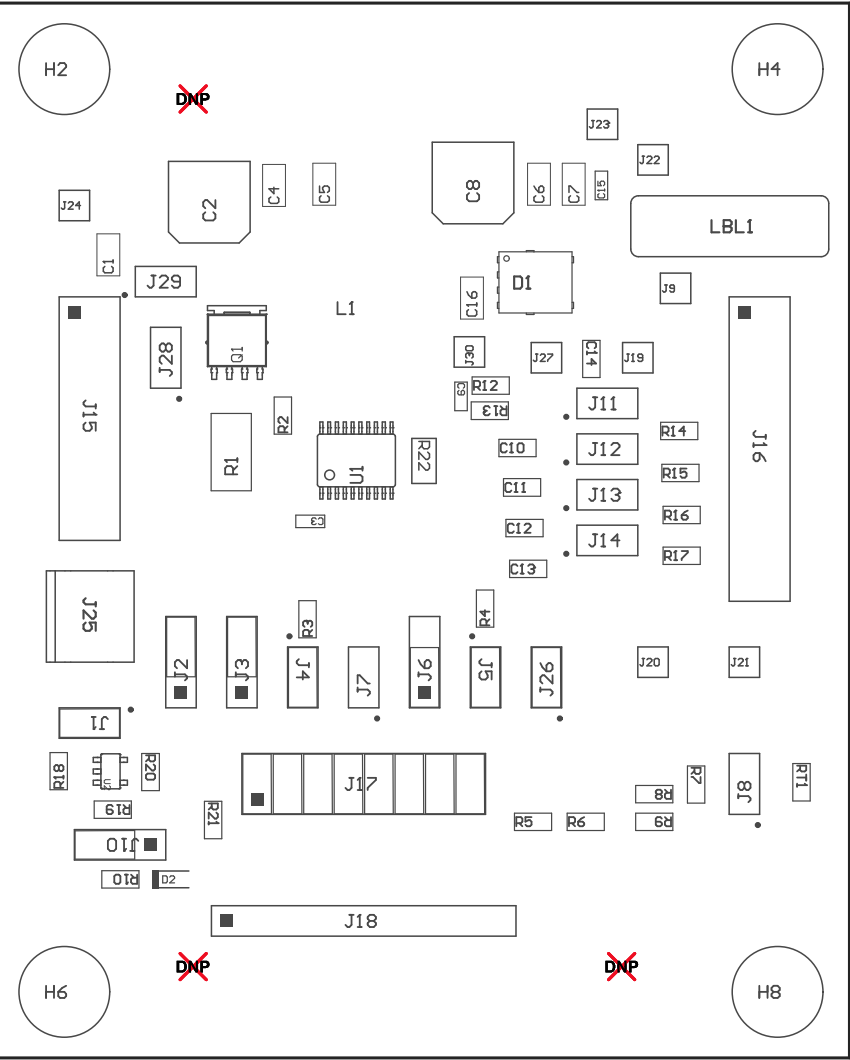 H2
H4
DNP
J23
J22
C4
C5
C6
C7
C15
C2
C8
J24
LBL1
C1
J29
D1
J9
C16
L1
J28
Q1
J30
J27
C14
J19
C9
R12
R13
J11
J15
R2
R14
J16
R1
U1
R22
C10
J12
R15
C11
J13
C3
C12
R16
J14
R17
C13
J25
R3
R4
J2
J3
J4
J7
J6
J5
J26
J20
J21
J1
R18
U2
R20
J17
R7
J8
RT1
R8
R19
R21
R5
R6
R9
J10
R10
D2
J18
DNP
DNP
H6
H8